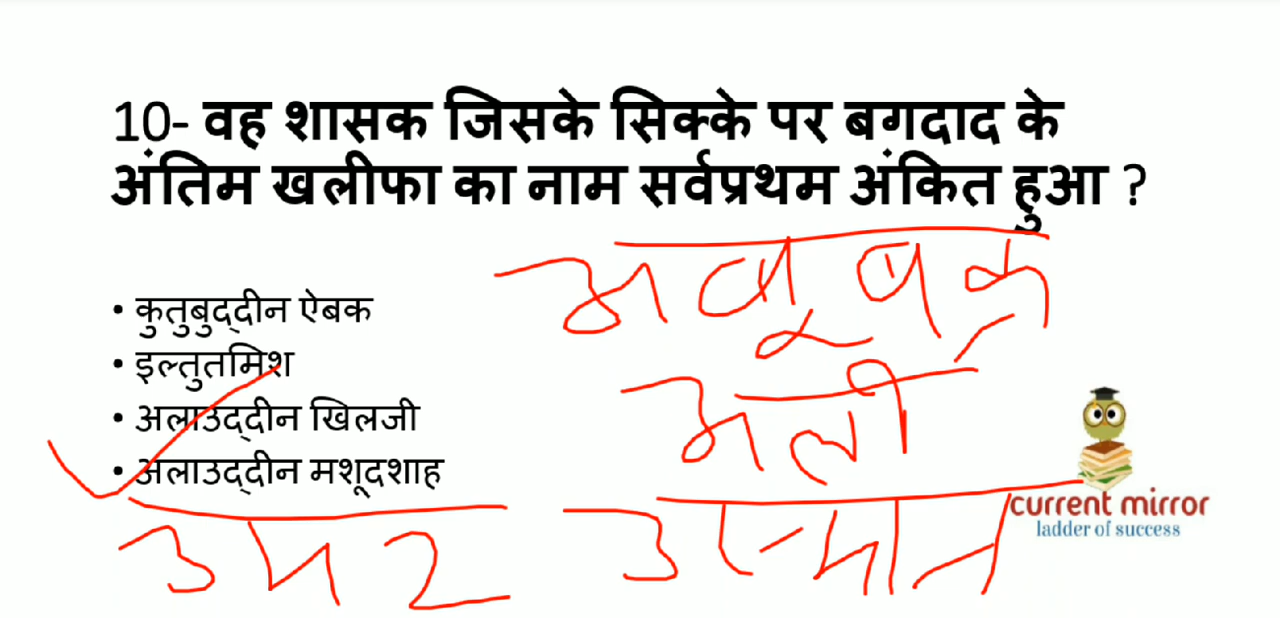 10- वह शासक जिसके सिक्के पर बगदाद के
अंतिम खलीफा का नाम सर्वप्रथम अंकित हुआ ?
अबू बक्र
• कुतुबुद्दीन ऐबक
• इल्तुतमिश
अली
• अलाउद्दीन खिलजी
• अलाउद्दीन मशूदशाह
current mirror
ladder of success
उमर उस्मान